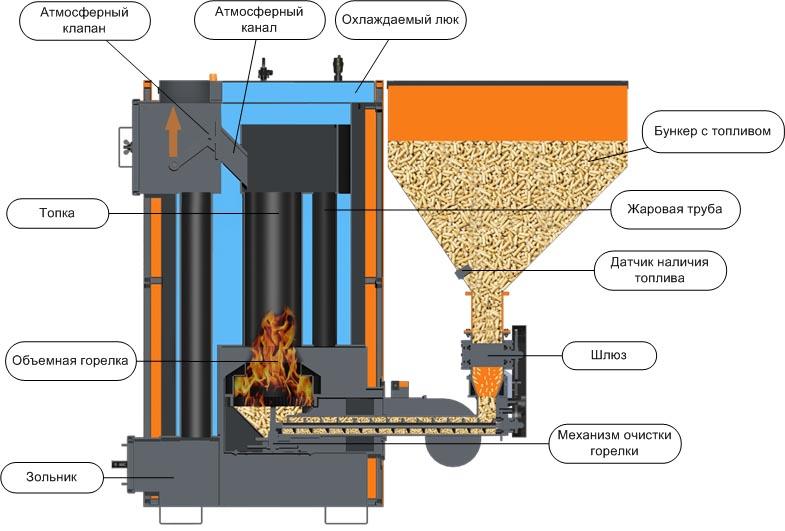 Атмосферный
клапан
Атмосферный
канал
Охлаждаемый люк
Бункер с топливом
Топка
Жаровая труба
Датчик наличия
топлива
Объемная горелка
Шлюз
Механизм очистки
горелки
Зольник